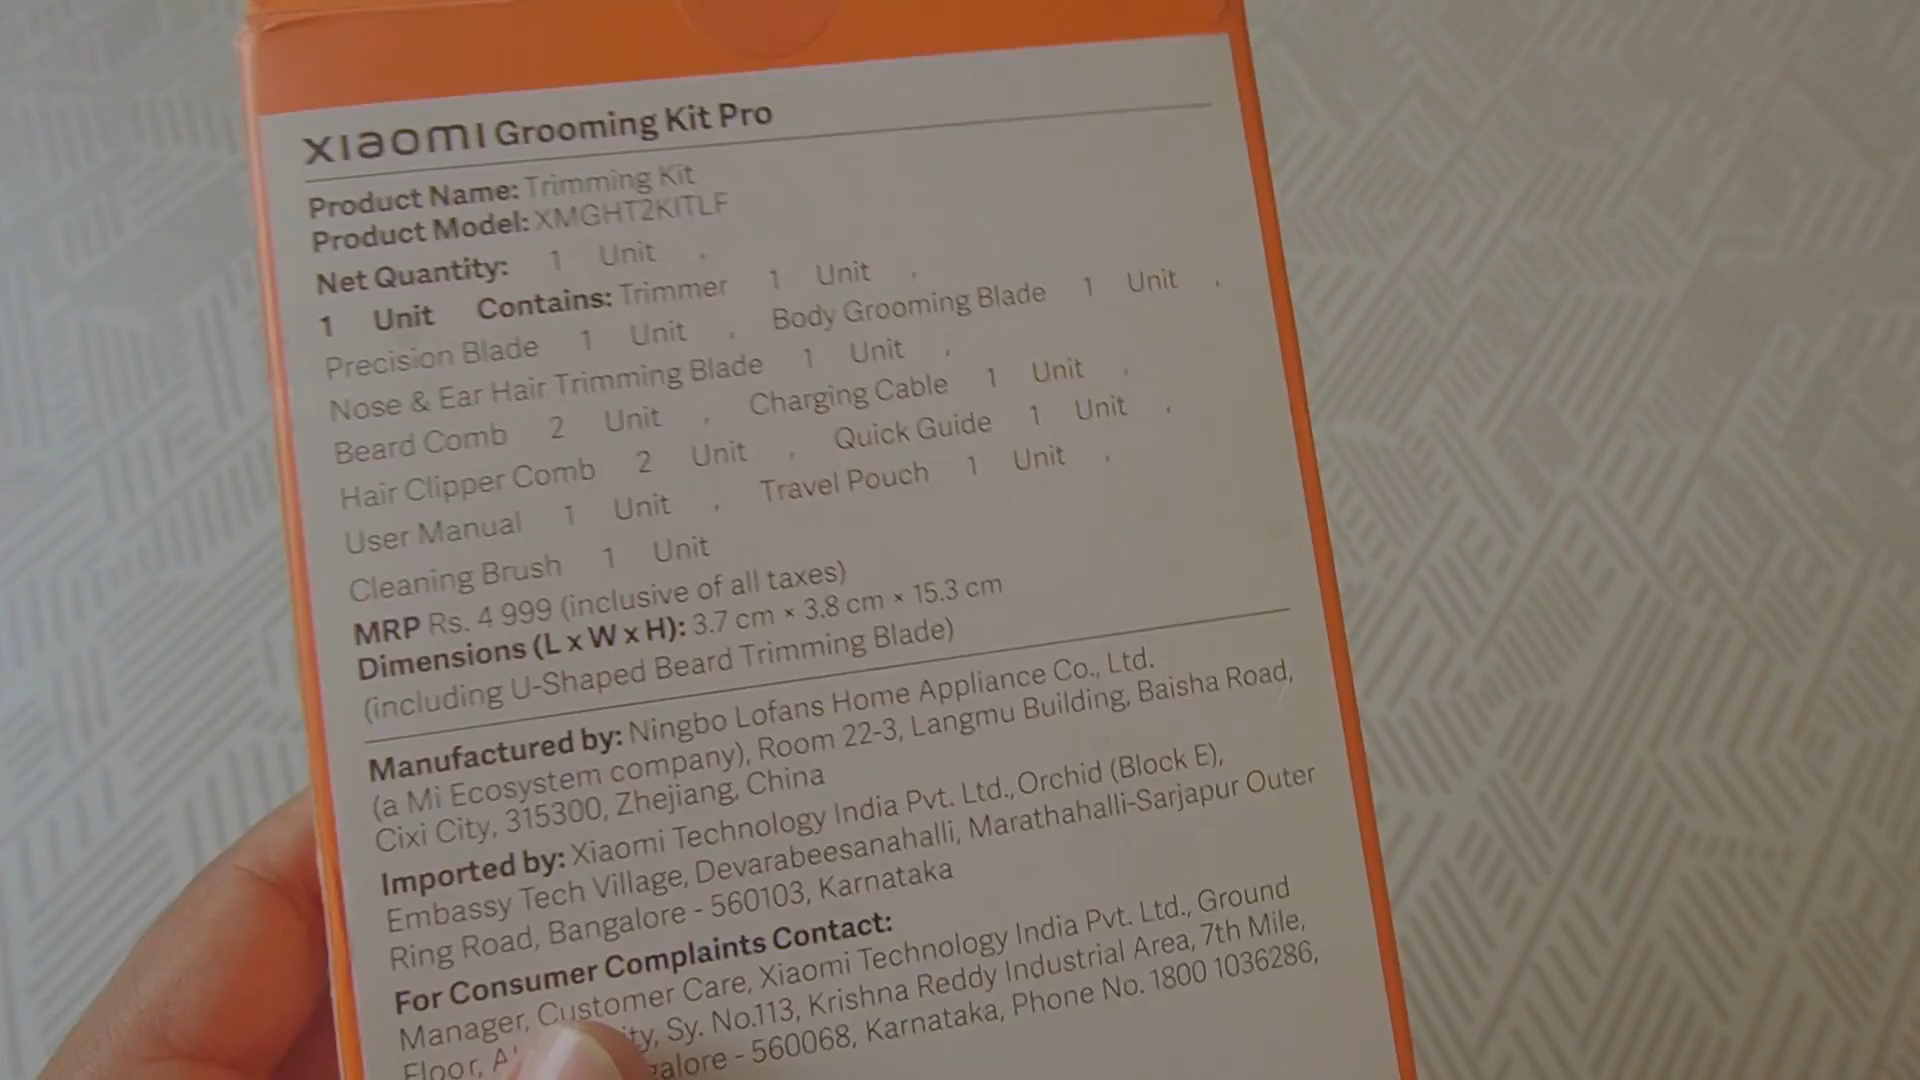 xıaomı Grooming Kit Pro
Product Name: Trimming Kit
Product Model: XMGHT2KITLF
Net Quantity: 1 Unit ,
1 Unit Contains: Trimmer 1 Unit ,
Precision Blade 1 Unit , Body Grooming Blade 1 Unit ,
Nose & Ear Hair Trimming Blade 1 Unit ,
Beard Comb 2 Unit , Charging Cable 1 Unit ,
Hair Clipper Comb 2 Unit , Quick Guide 1 Unit ,
User Manual 1 Unit , Travel Pouch 1 Unit ,
Cleaning Brush 1 Unit
MRP Rs. 4 999 (inclusive of all taxes)
Dimensions (L x W x H): 3.7 cm × 3.8 cm × 15.3 cm
(including U-Shaped Beard Trimming Blade)
Manufactured by: Ningbo Lofans Home Appliance Co., Ltd.
(a Mi Ecosystem company), Room 22-3, Langmu Building, Baisha Road,
Cixi City, 315300, Zhejiang, China
Imported by: Xiaomi Technology India Pvt. Ltd., Orchid (Block E),
Embassy Tech Village, Devarabeesanahalli, Marathahalli-Sarjapur Outer
Ring Road, Bangalore - 560103, Karnataka
For Consumer Complaints Contact:
Manager, Customer Care, Xiaomi Technology India Pvt. Ltd., Ground
Floor, Sy. No.113, Krishna Reddy Industrial Area, 7th Mile,
- 560068, Karnataka, Phone No. 1800 1036286,